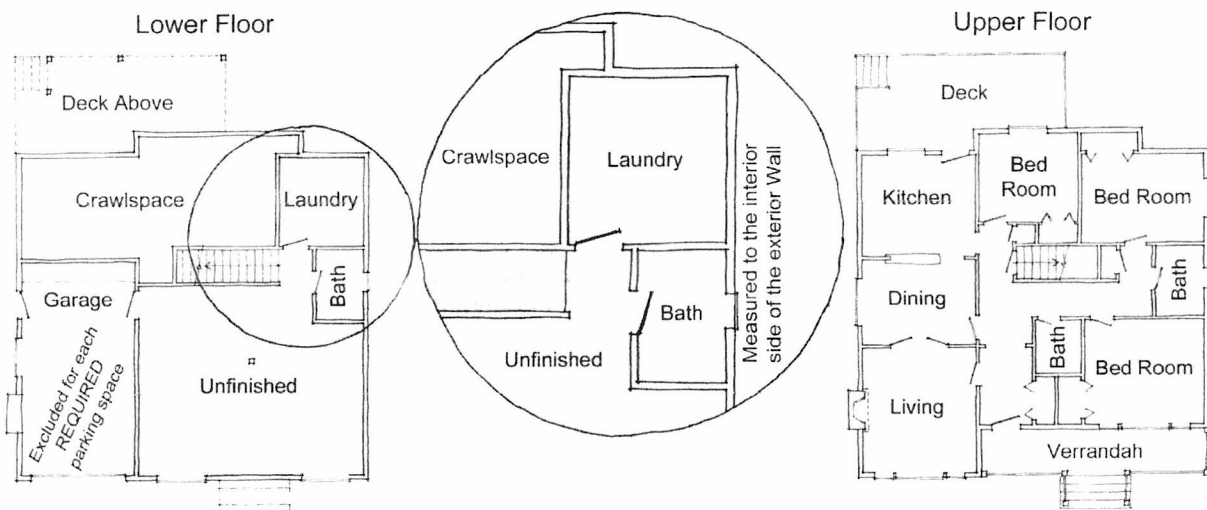 Lower Floor
Deck Above
Crawlspace
Laundry
Garage
Bath
Unfinished
Excluded for each
REQUIRED
parking space
Crawlspace
Laundry
Bath
Unfinished
Measured to the interior
side of the exterior Wall
Upper Floor
Deck
Kitchen
Bed
Room
Bed Room
Dining
Bath
Bath
Living
Bed Room
Verrandah